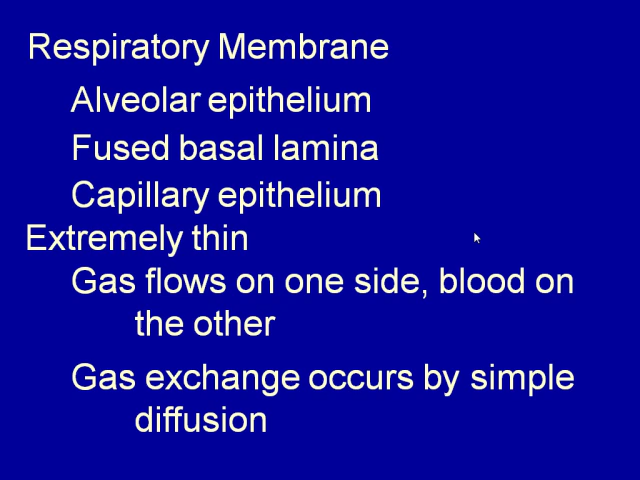 Respiratory Membrane
Alveolar epithelium
Fused basal lamina
Capillary epithelium
Extremely thin
Gas flows on one side, blood on
the other
Gas exchange occurs by simple
diffusion